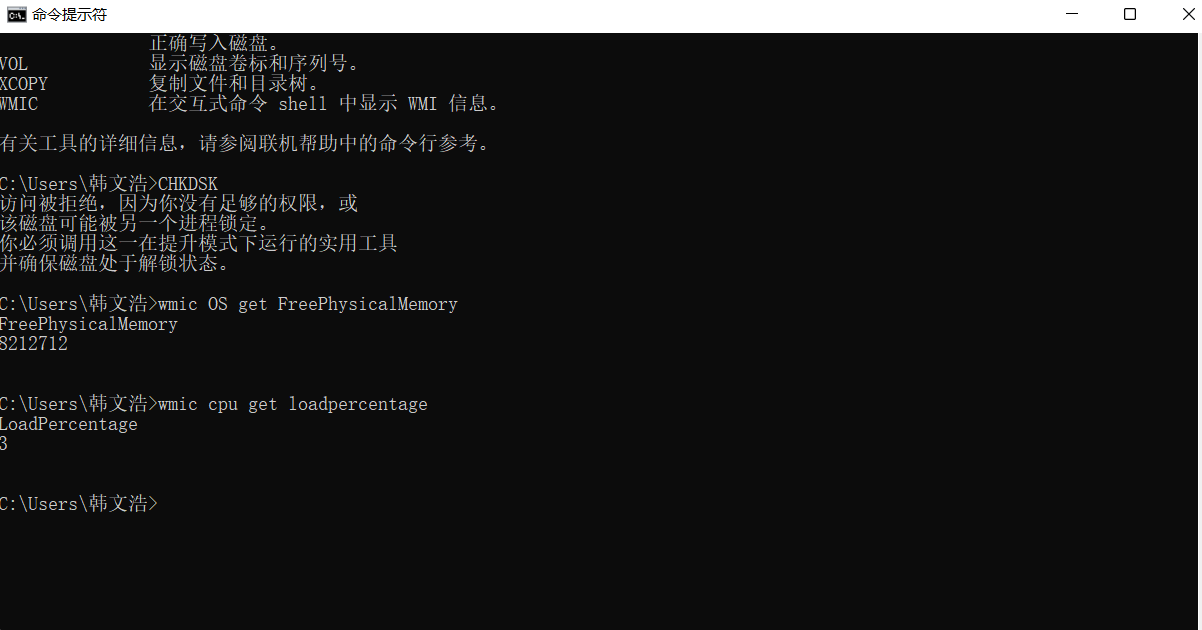 命令提示符
正确写入磁盘。
VOL 显示磁盘卷标和序列号。
XCOPY 复制文件和目录树。
WMIC 在交互式命令 shell 中显示 WMI 信息。
有关工具的详细信息，请参阅联机帮助中的命令行参考。
C:\Users\韩文浩>CHKDSK
访问被拒绝，因为你没有足够的权限，或
该磁盘可能被另一个进程锁定。
你必须调用这一在提升模式下运行的实用工具
并确保磁盘处于解锁状态。
C:\Users\韩文浩>wmic OS get FreePhysicalMemory
FreePhysicalMemory
8212712
C:\Users\韩文浩>wmic cpu get loadpercentage
LoadPercentage
3
C:\Users\韩文浩>